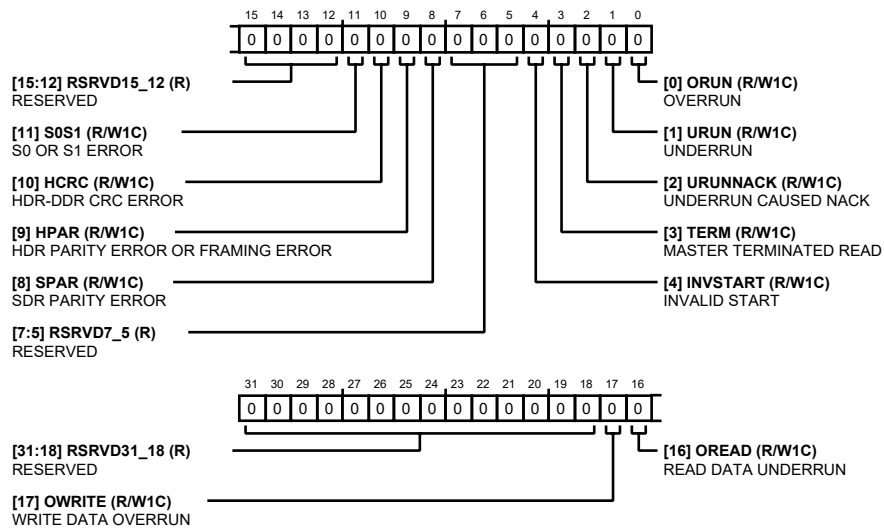 15 14 13 12 11 10 9 8 7 6 5 4 3 2 1 0
0 0 0 0 0 0 0 0 0 0 0 0 0 0 0 0
[15:12] RSRVD15_12 (R)
RESERVED
[11] S0S1 (R/W1C)
S0 OR S1 ERROR
[10] HCRC (R/W1C)
HDR-DDR CRC ERROR
[9] HPAR (R/W1C)
HDR PARITY ERROR OR FRAMING ERROR
[8] SPAR (R/W1C)
SDR PARITY ERROR
[7:5] RSRVD7_5 (R)
RESERVED
[0] ORUN (R/W1C)
OVERRUN
[1] URUN (R/W1C)
UNDERRUN
[2] URUNNACK (R/W1C)
UNDERRUN CAUSED NACK
[3] TERM (R/W1C)
MASTER TERMINATED READ
[4] INVSTART (R/W1C)
INVALID START
31 30 29 28 27 26 25 24 23 22 21 20 19 18 17 16
0 0 0 0 0 0 0 0 0 0 0 0 0 0 0 0
[31:18] RSRVD31_18 (R)
RESERVED
[17] OWRITE (R/W1C)
WRITE DATA OVERRUN
[16] OREAD (R/W1C)
READ DATA UNDERRUN